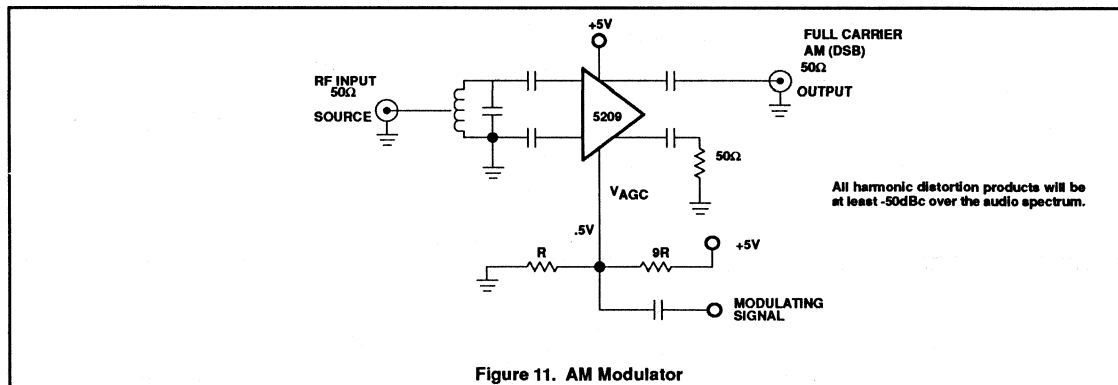 +5V
FULL CARRIER
AM (DSB)
50Ω
OUTPUT
RF INPUT
50Ω
SOURCE
5209
50Ω
VAGC
All harmonic distortion products will be
at least -50dBc over the audio spectrum.
.5V
+5V
R
9R
MODULATING
SIGNAL
Figure 11. AM Modulator